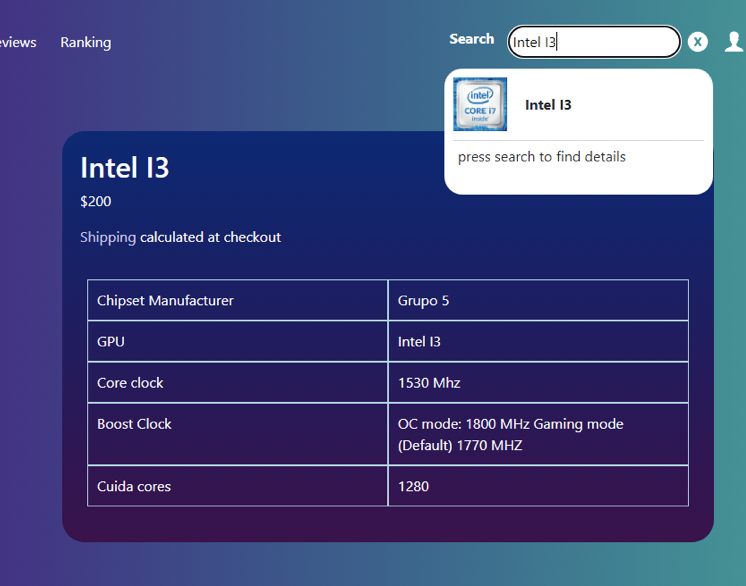 eviews Ranking Search Intel I3 X
intel
CORE i7
inside
Intel I3
press search to find details
Intel I3
$200
Shipping calculated at checkout
Chipset Manufacturer Grupo 5
GPU Intel I3
Core clock 1530 Mhz
Boost Clock OC mode: 1800 MHz Gaming mode
(Default) 1770 MHZ
Cuida cores 1280